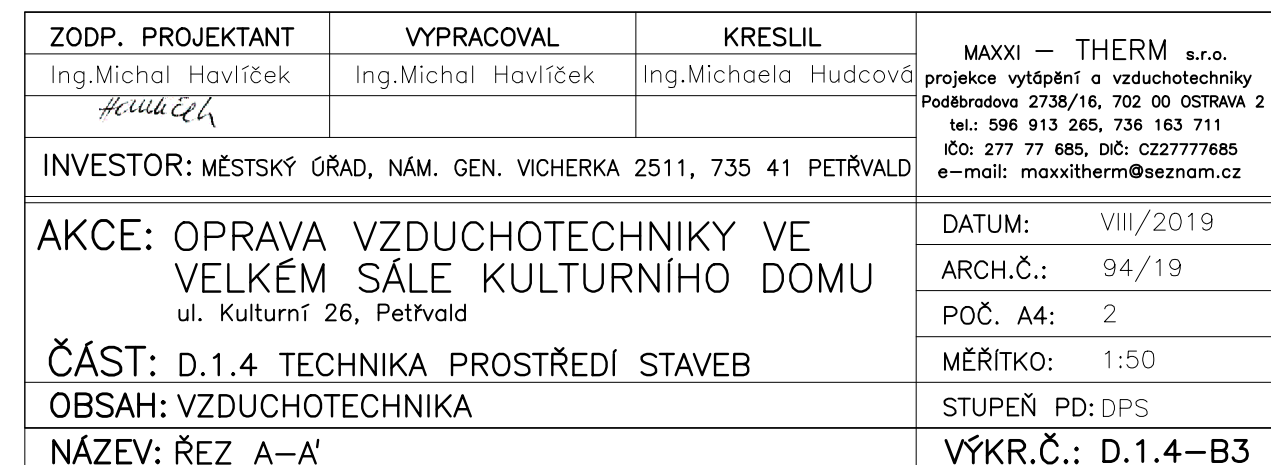 ZODP. PROJEKTANT VYPRACOVAL KRESLIL
Ing.Michal Havlíček Ing.Michal Havlíček Ing.Michaela Hudcová
Havlíček
INVESTOR: MĚSTSKÝ ÚŘAD, NÁM. GEN. VICHERKA 2511, 735 41 PETŘVALD
MAXXI – THERM s.r.o.
projekce vytápění a vzduchotechniky
Poděbradova 2738/16, 702 00 OSTRAVA 2
tel.: 596 913 265, 736 163 711
IČO: 277 77 685, DIČ: CZ27777685
e-mail: maxxitherm@seznam.cz
AKCE: OPRAVA VZDUCHOTECHNIKY VE
VELKÉM SÁLE KULTURNÍHO DOMU
ul. Kulturní 26, Petřvald
ČÁST: D.1.4 TECHNIKA PROSTŘEDÍ STAVEB
OBSAH: VZDUCHOTECHNIKA
NÁZEV: ŘEZ A-A'
DATUM: VIII/2019
ARCH.Č.: 94/19
POČ. A4: 2
MĚŘÍTKO: 1:50
STUPEŇ PD: DPS
VÝKR.Č.: D.1.4-B3